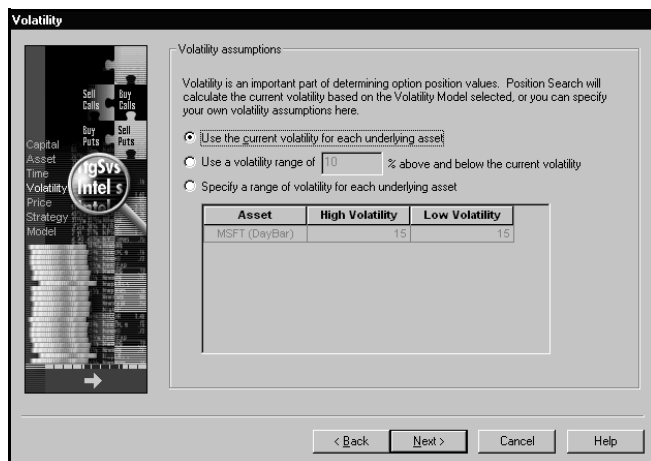 Volatility
Sell Calls
Buy Calls
Buy Puts
Sell Puts
Capital
Asset
Time
Volatility
Price
Strategy
Model
Intel
Volatility assumptions
Volatility is an important part of determining option position values. Position Search will
calculate the current volatility based on the Volatility Model selected, or you can specify
your own volatility assumptions here.
Use the current volatility for each underlying asset
Use a volatility range of 10 % above and below the current volatility
Specify a range of volatility for each underlying asset
Asset High Volatility Low Volatility
MSFT (DayBar) 15 15
< Back Next > Cancel Help